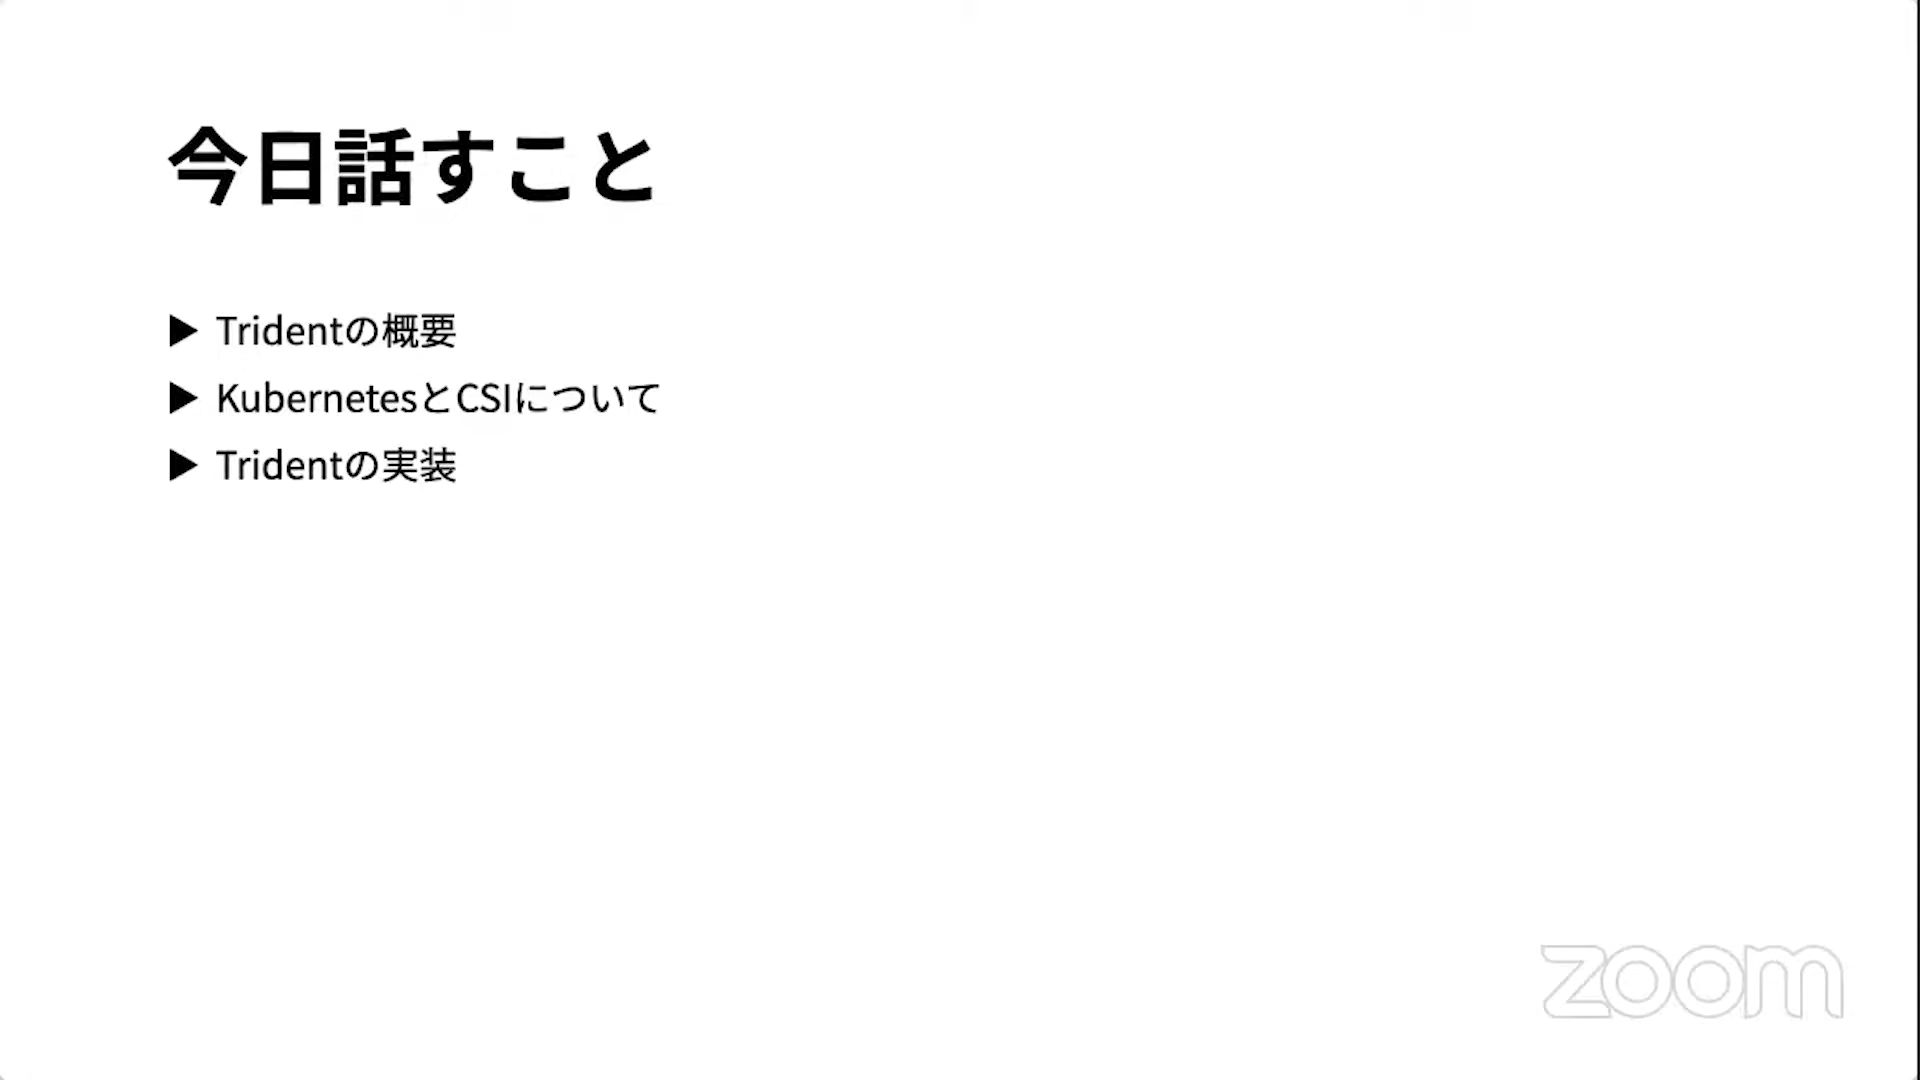 今日話すこと
▶ Tridentの概要
▶ KubernetesとCSIについて
▶ Tridentの実装
zoom